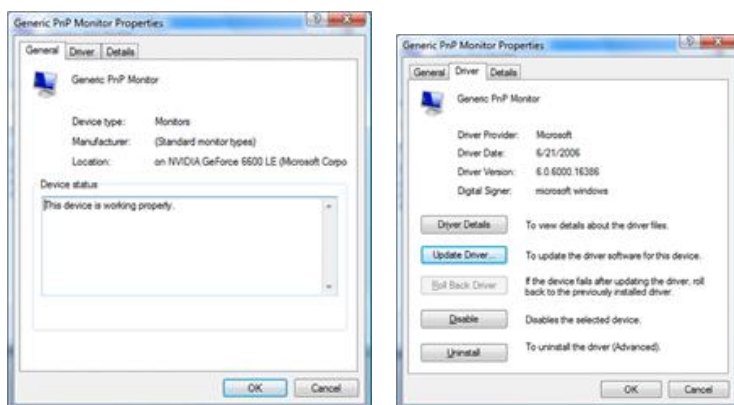 Generic PnP Monitor Properties
General Driver Details
Generic PnP Monitor
Device type: Monitors
Manufacturer: (Standard monitor types)
Location: on NVIDIA GeForce 6600 LE (Microsoft Corpo
Device status
This device is working properly.
OK Cancel
Generic PnP Monitor Properties
General Driver Details
Generic PnP Monitor
Driver Provider: Microsoft
Driver Date: 6/21/2006
Driver Version: 6.0.6000.16386
Digital Signer: microsoft windows
Driver Details To view details about the driver files.
Update Driver... To update the driver software for this device.
Roll Back Driver If the device fails after updating the driver, roll
back to the previously installed driver.
Disable Disables the selected device.
Uninstall To uninstall the driver (Advanced).
OK Cancel